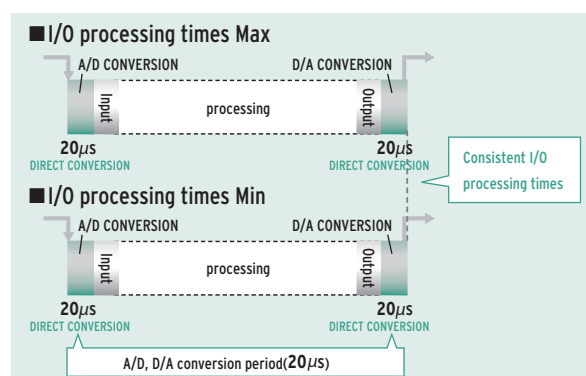 ■I/O processing times Max
A/D CONVERSION
D/A CONVERSION
Input
processing
Output
20μs
20μs
DIRECT CONVERSION
DIRECT CONVERSION
Consistent I/O
processing times
■I/O processing times Min
A/D CONVERSION
D/A CONVERSION
Input
processing
Output
20μs
20μs
DIRECT CONVERSION
DIRECT CONVERSION
A/D, D/A conversion period(20μs)